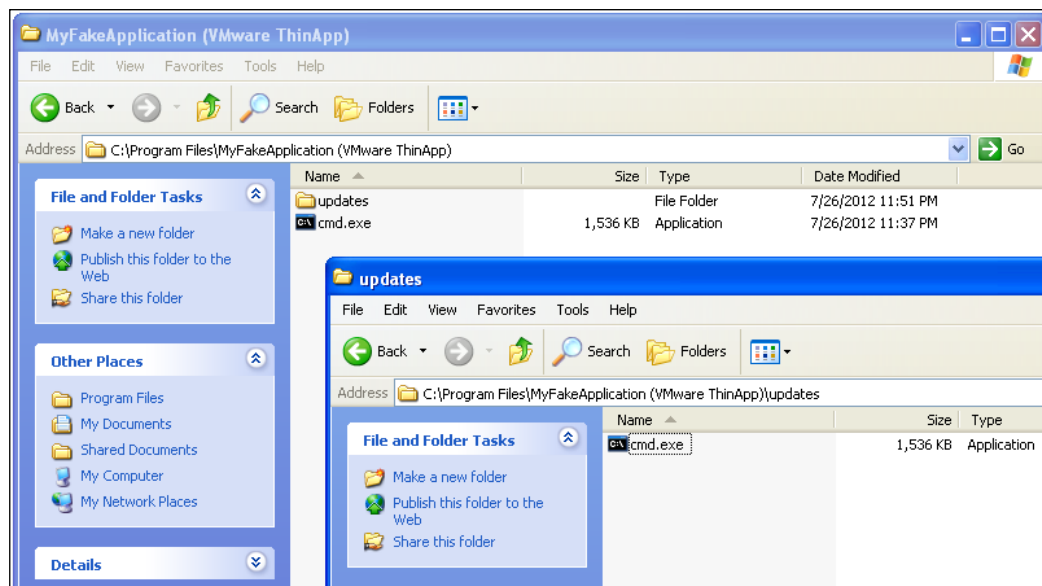 MyFakeApplication (VMware ThinApp)
File Edit View Favorites Tools Help
Back Search Folders
Address C:\Program Files\MyFakeApplication (VMware ThinApp) Go
Name Size Type Date Modified
File and Folder Tasks
Make a new folder
Publish this folder to the
Web
Share this folder
Other Places
Program Files
My Documents
Shared Documents
My Computer
My Network Places
Details
updates File Folder 7/26/2012 11:51 PM
cmd.exe 1,536 KB Application 7/26/2012 11:37 PM
updates
File Edit View Favorites Tools Help
Back Search Folders
Address C:\Program Files\MyFakeApplication (VMware ThinApp)\updates
Name Size Type
File and Folder Tasks
Make a new folder
Publish this folder to the
Web
Share this folder
cmd.exe 1,536 KB Application